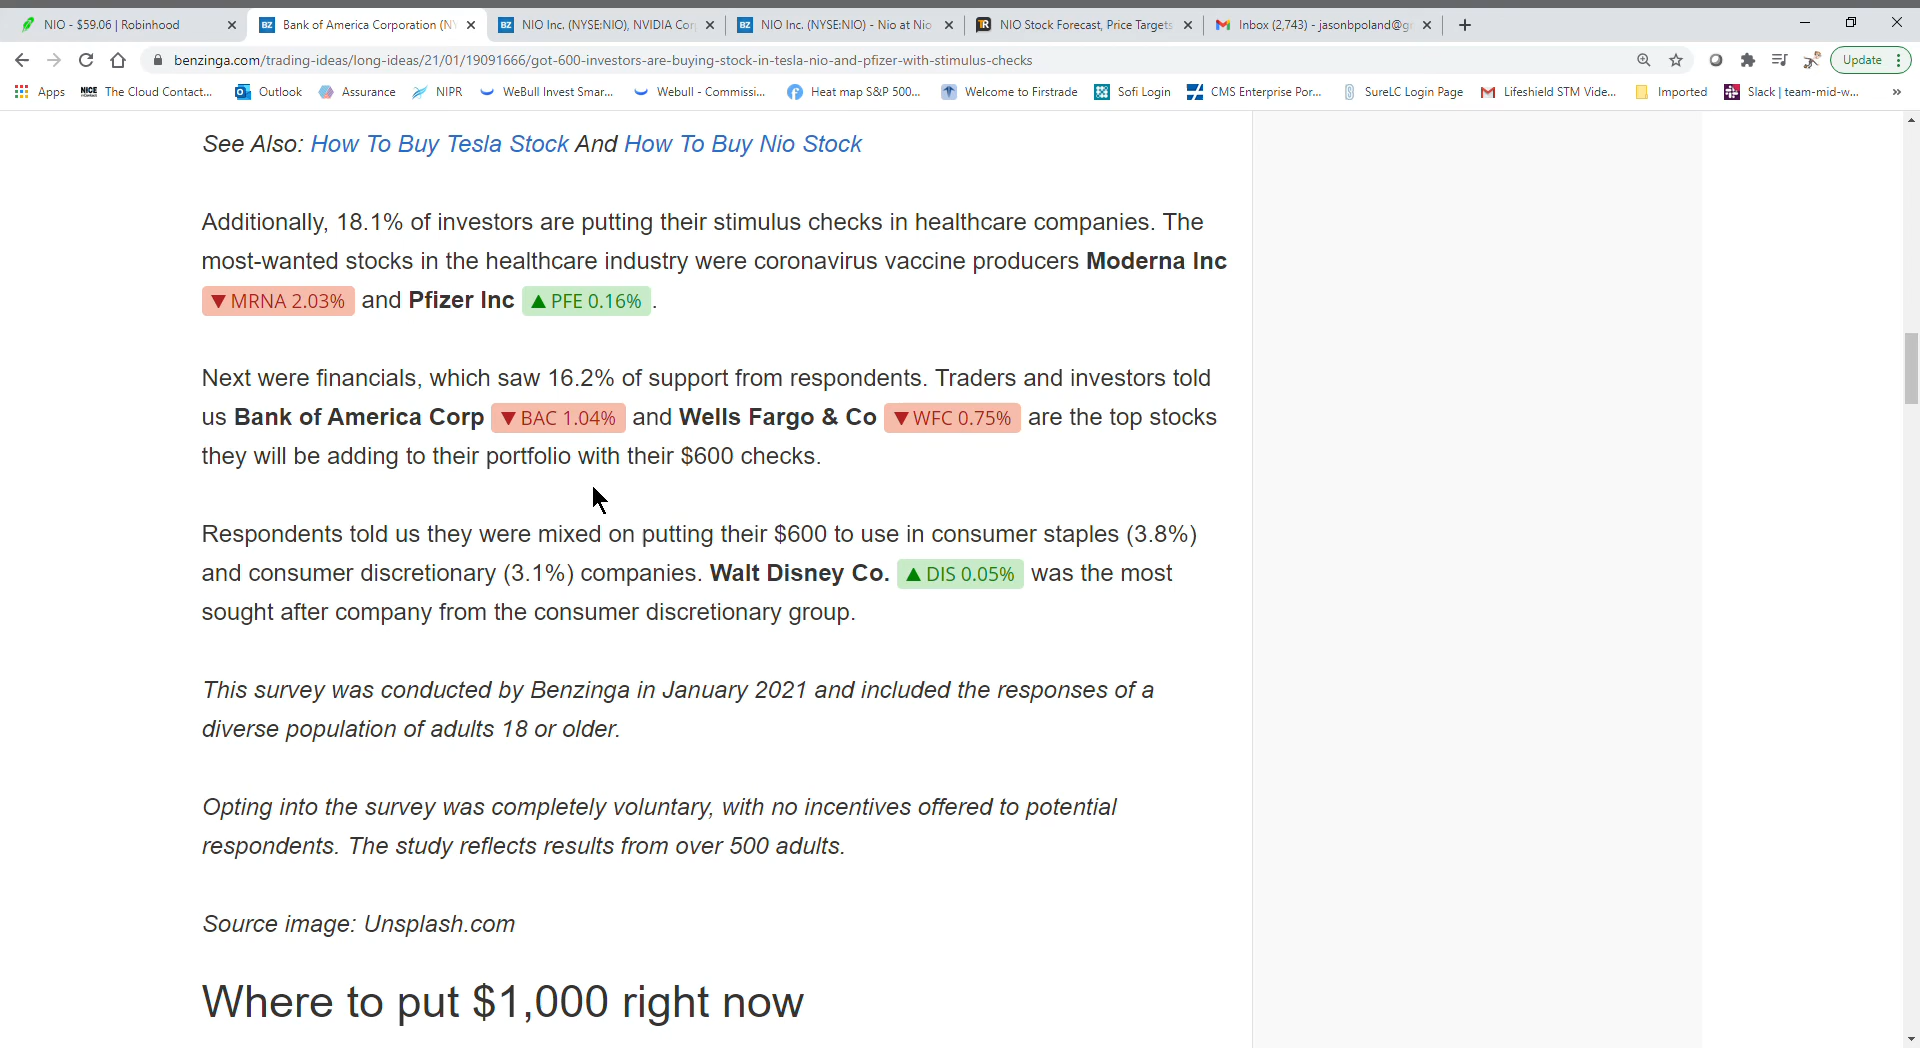 NIO - $59.06 | Robinhood
Bank of America Corporation (NY
NIO Inc. (NYSE:NIO), NVIDIA Cor
NIO Inc. (NYSE:NIO) - Nio at Nio
NIO Stock Forecast, Price Targets
Inbox (2,743) - jasonbpoland@g
benzinga.com/trading-ideas/long-ideas/21/01/19091666/got-600-investors-are-buying-stock-in-tesla-nio-and-pfizer-with-stimulus-checks
Update
Apps
NICE The Cloud Contact...
Outlook
Assurance
NIPR
WeBull Invest Smar...
Webull - Commissi...
Heat map S&P 500...
Welcome to Firstrade
Sofi Login
CMS Enterprise Por...
SureLC Login Page
Lifeshield STM Vide...
Imported
Slack | team-mid-w...
»
See Also: How To Buy Tesla Stock And How To Buy Nio Stock
Additionally, 18.1% of investors are putting their stimulus checks in healthcare companies. The
most-wanted stocks in the healthcare industry were coronavirus vaccine producers Moderna Inc
▼ MRNA 2.03% and Pfizer Inc ▲ PFE 0.16% .
Next were financials, which saw 16.2% of support from respondents. Traders and investors told
us Bank of America Corp ▼ BAC 1.04% and Wells Fargo & Co ▼ WFC 0.75% are the top stocks
they will be adding to their portfolio with their $600 checks.
Respondents told us they were mixed on putting their $600 to use in consumer staples (3.8%)
and consumer discretionary (3.1%) companies. Walt Disney Co. ▲ DIS 0.05% was the most
sought after company from the consumer discretionary group.
This survey was conducted by Benzinga in January 2021 and included the responses of a
diverse population of adults 18 or older.
Opting into the survey was completely voluntary, with no incentives offered to potential
respondents. The study reflects results from over 500 adults.
Source image: Unsplash.com
Where to put $1,000 right now